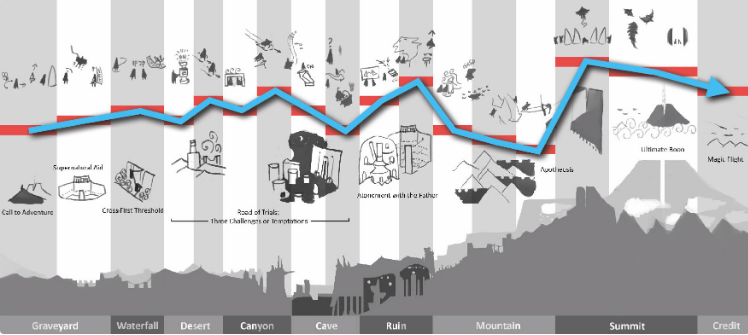 Supernatural Aid
Call to Adventure
Cross First Threshold
Road of Trials:
Three Challenges or Temptations
Atonement with the Father
Apotheosis
Ultimate Boon
Magic Flight
Graveyard
Waterfall
Desert
Canyon
Cave
Ruin
Mountain
Summit
Credit